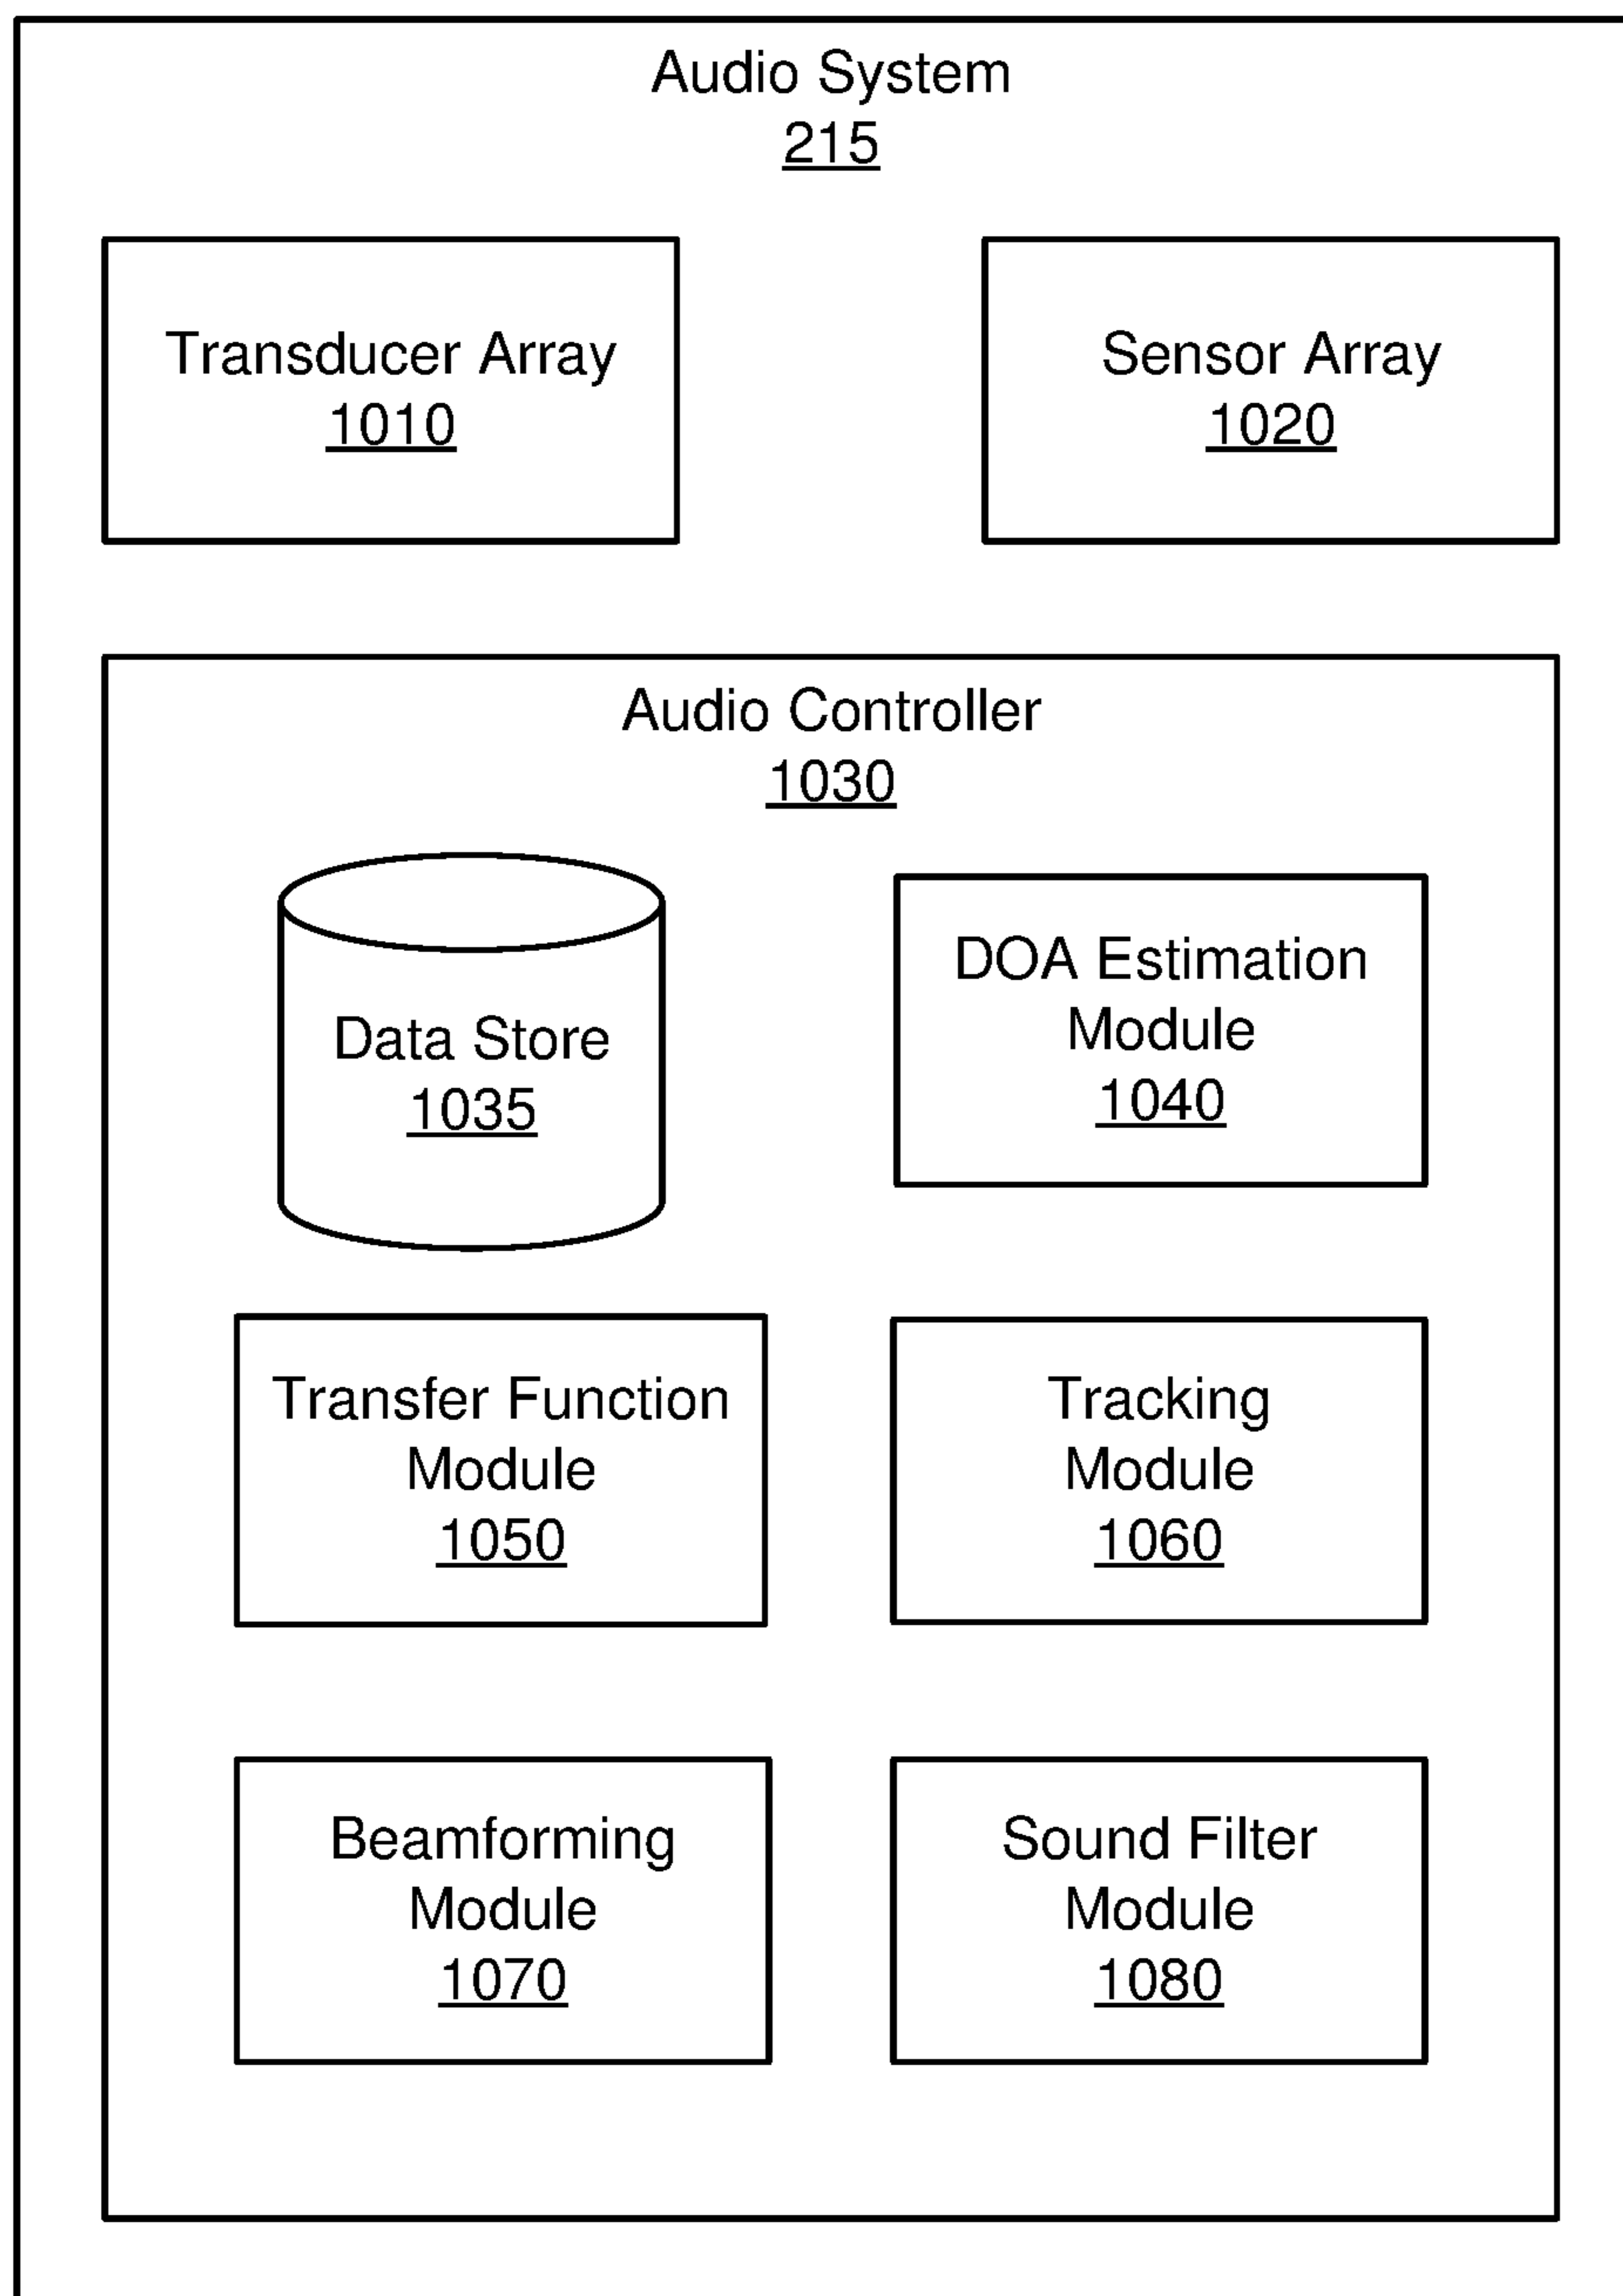 Audio System
215
Transducer Array
1010
Sensor Array
1020
Audio Controller
1030
Data Store
1035
DOA Estimation
Module
1040
Transfer Function
Module
1050
Tracking
Module
1060
Beamforming
Module
1070
Sound Filter
Module
1080